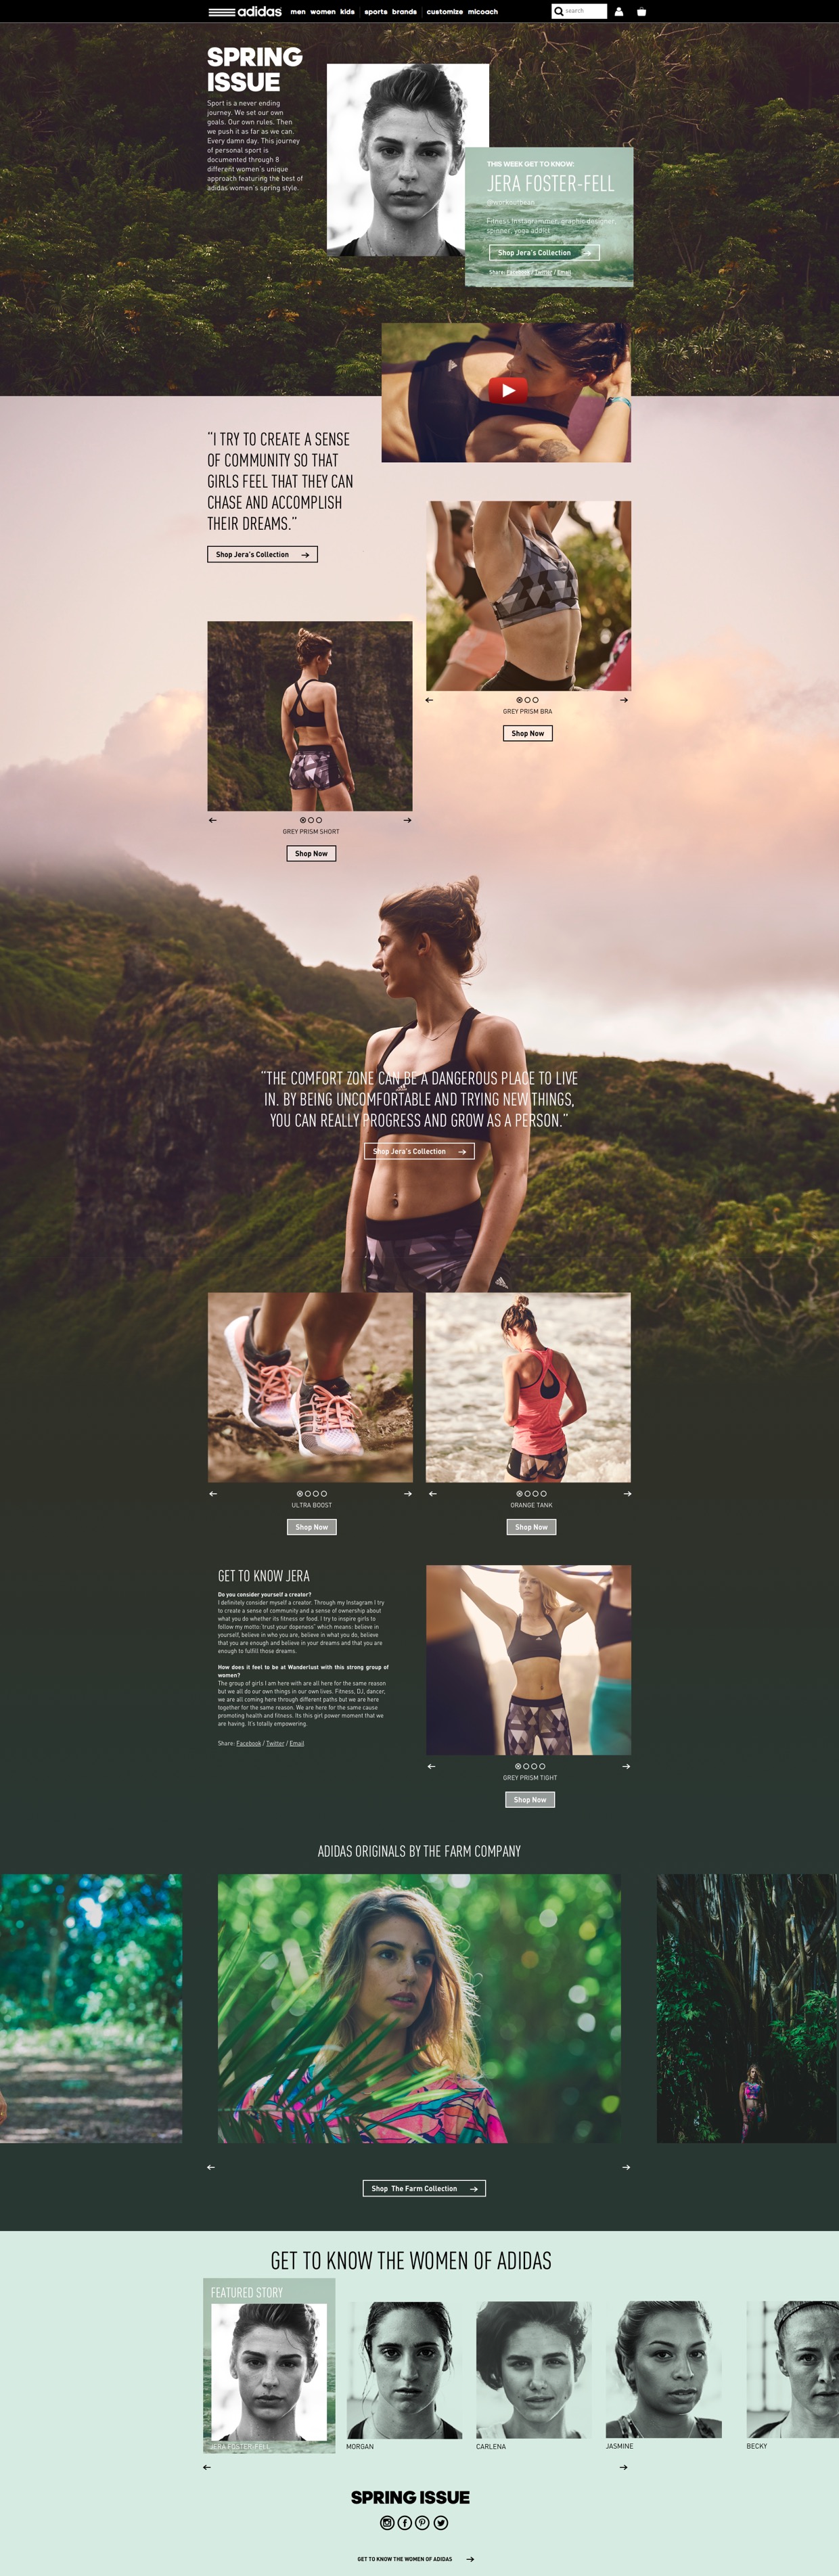 adidas men women kids sports brands customize micoach search
SPRING
ISSUE
Sport is a never ending
journey. We set our own
goals. Our own rules. Then
we push it as far as we can.
Every damn day. This journey
of personal sport is
documented through 8
different women's unique
approach featuring the best of
adidas women's spring style.
THIS WEEK GET TO KNOW:
JERA FOSTER-FELL
@workoutbean
Fitness Instagrammer, graphic designer,
spinner, yoga addict
Shop Jera's Collection
Share: Facebook / Twitter / Email
"I TRY TO CREATE A SENSE
OF COMMUNITY SO THAT
GIRLS FEEL THAT THEY CAN
CHASE AND ACCOMPLISH
THEIR DREAMS."
Shop Jera's Collection
GREY PRISM BRA
Shop Now
GREY PRISM SHORT
Shop Now
"THE COMFORT ZONE CAN BE A DANGEROUS PLACE TO LIVE
IN. BY BEING UNCOMFORTABLE AND TRYING NEW THINGS,
YOU CAN REALLY PROGRESS AND GROW AS A PERSON."
Shop Jera's Collection
ULTRA BOOST
Shop Now
ORANGE TANK
Shop Now
GET TO KNOW JERA
Do you consider yourself a creator?
I definitely consider myself a creator. Through my Instagram I try
to create a sense of community and a sense of ownership about
what you do whether its fitness or food. I try to inspire girls to
follow my motto:"trust your dopeness" which means: believe in
yourself, believe in who you are, believe in what you do, believe
that you are enough and believe in your dreams and that you are
enough to fulfill those dreams.
How does it feel to be at Wanderlust with this strong group of
women?
The group of girls I am here with are all here for the same reason
but we all do our own things in our own lives. Fitness, DJ, dancer,
we are all coming here through different paths but we are here
together for the same reason. We are here for the same cause
promoting health and fitness. Its this girl power moment that we
are having. It's totally empowering.
Share: Facebook / Twitter / Email
GREY PRISM TIGHT
Shop Now
ADIDAS ORIGINALS BY THE FARM COMPANY
Shop The Farm Collection
GET TO KNOW THE WOMEN OF ADIDAS
FEATURED STORY
JERA FOSTER-FELL
MORGAN
CARLENA
JASMINE
BECKY
SPRING ISSUE
GET TO KNOW THE WOMEN OF ADIDAS